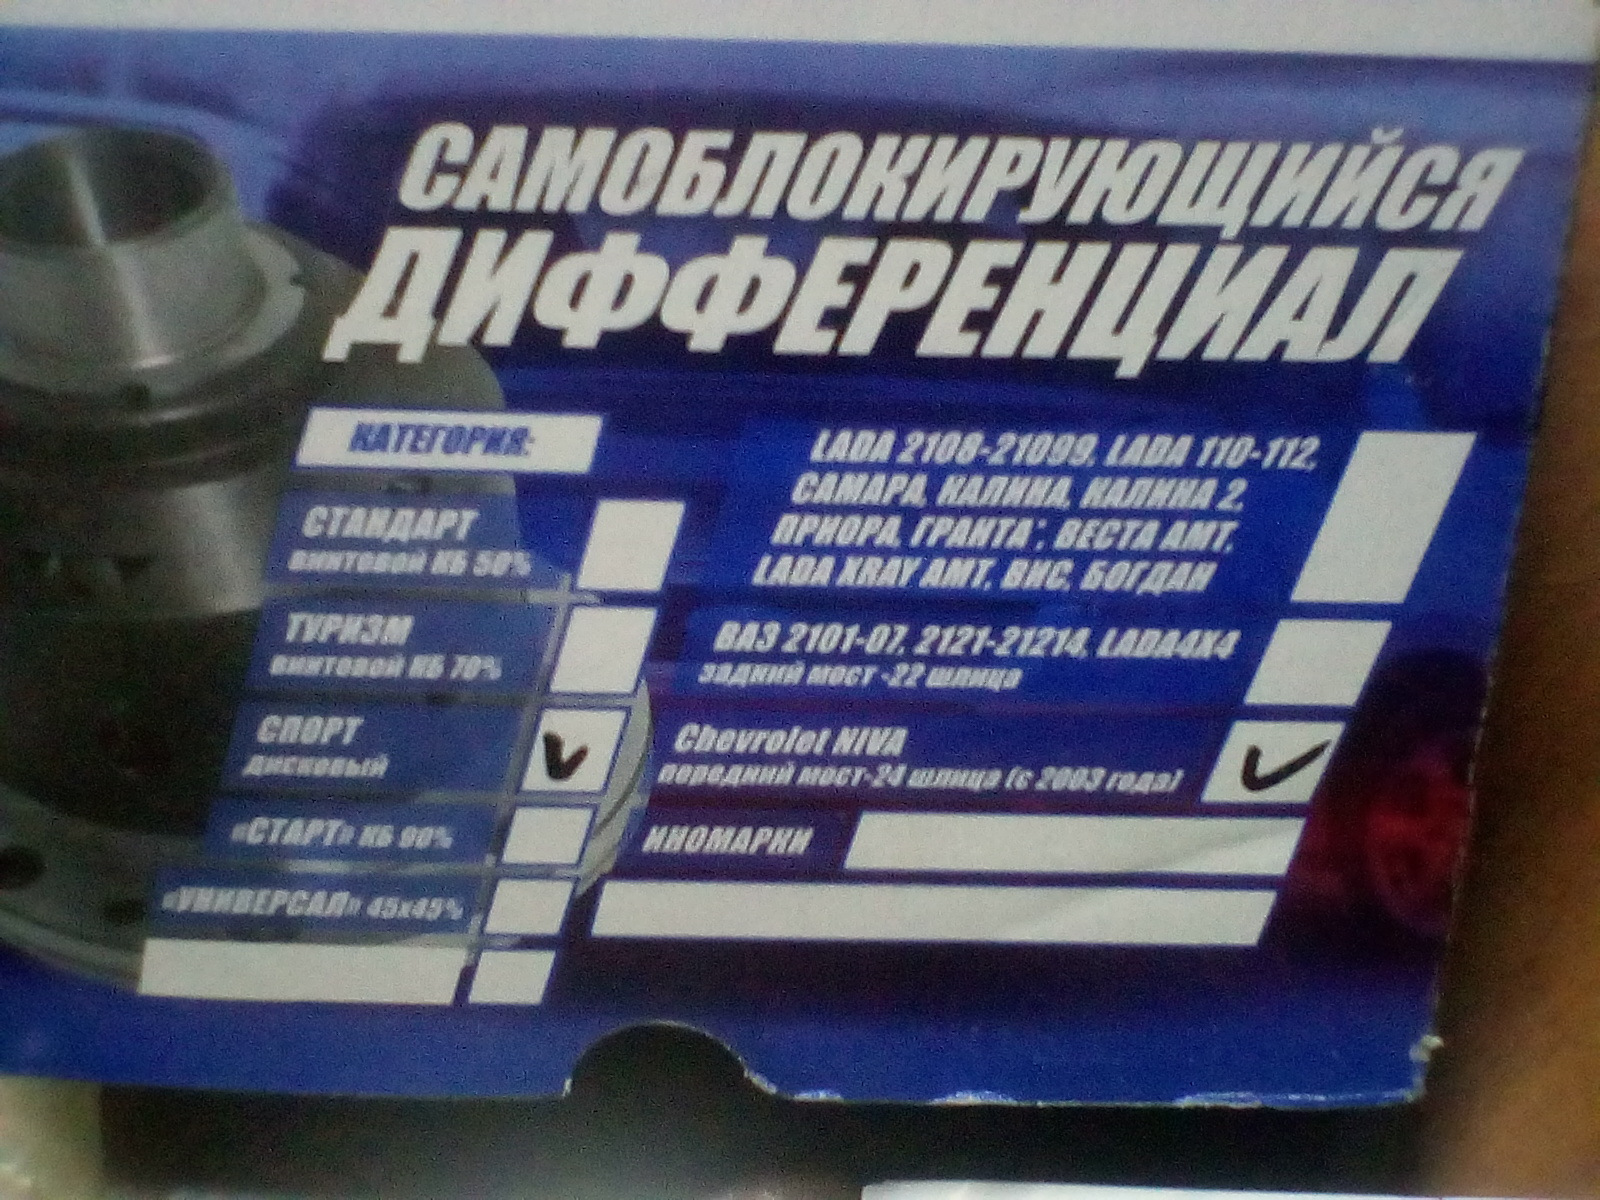 САМОБЛОКИРУЮЩИЙСЯ
ДИФФЕРЕНЦИАЛ
КАТЕГОРИЯ:
СТАНДАРТ
винтовой КБ 50%
ТУРИЗМ
винтовой КБ 70%
СПОРТ
дисковый
«СТАРТ» КБ 90%
«УНИВЕРСАЛ» 45х45%
LADA 2108-21099, LADA 110-112,
САМАРА, КАЛИНА, КАЛИНА 2,
ПРИОРА, ГРАНТА*, ВЕСТА АМТ,
LADA XRAY АМТ, ВИС, БОГДАН
ВАЗ 2101-07, 2121-21214, LADA4X4
задний мост -22 шлица
Chevrolet NIVA
передний мост-24 шлица (с 2003 года)
ИНОМАРКИ